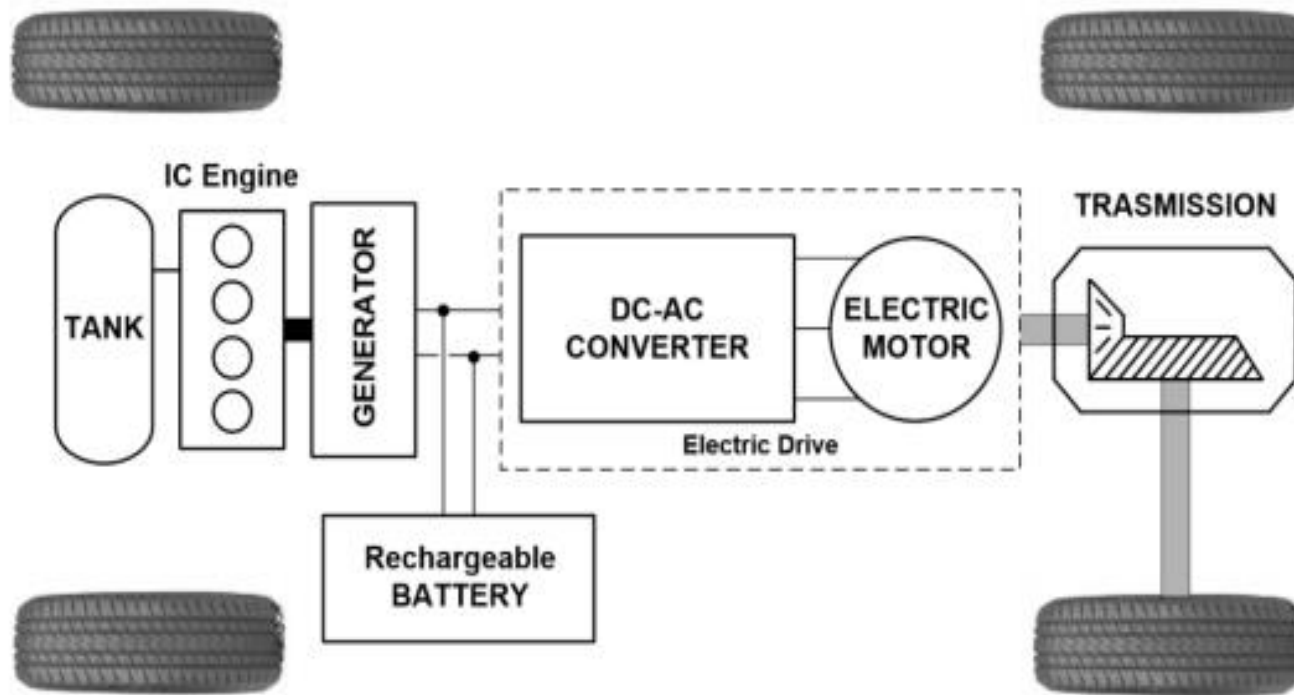 IC Engine
TANK
GENERATOR
DC-AC
CONVERTER
ELECTRIC
MOTOR
Electric Drive
TRASMISSION
Rechargeable
BATTERY